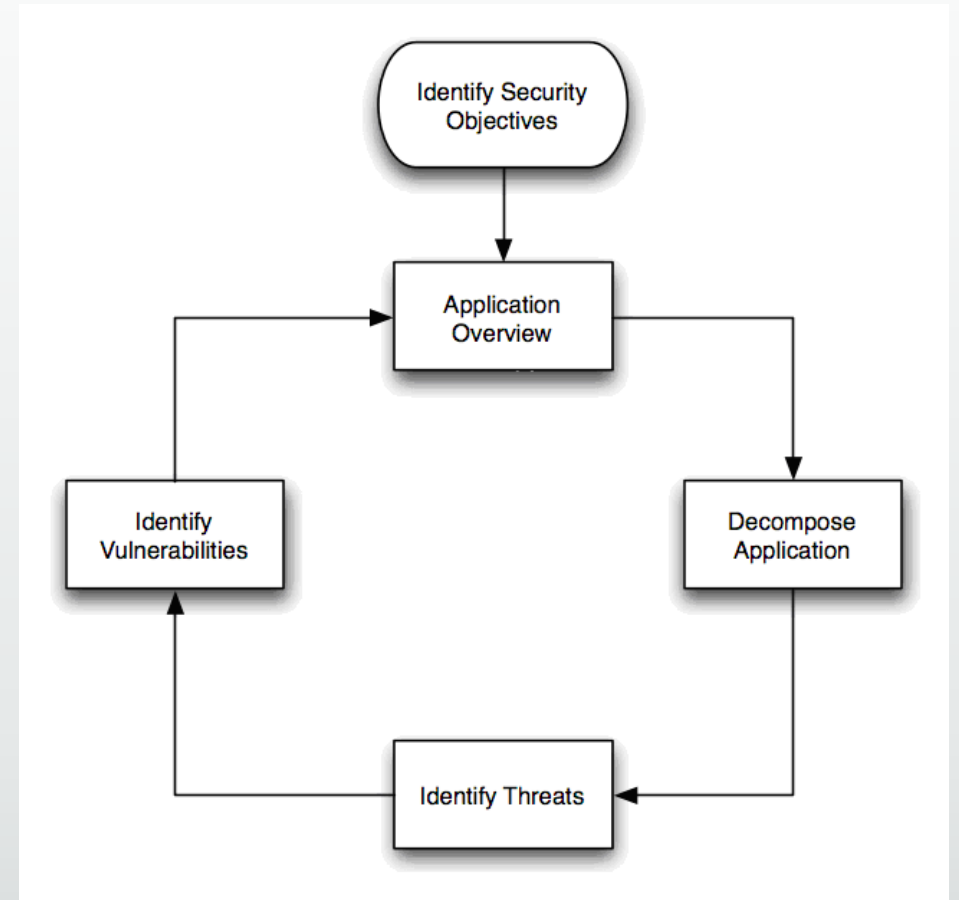 Identify Security
Objectives
Application
Overview
Identify
Vulnerabilities
Decompose
Application
Identify Threats